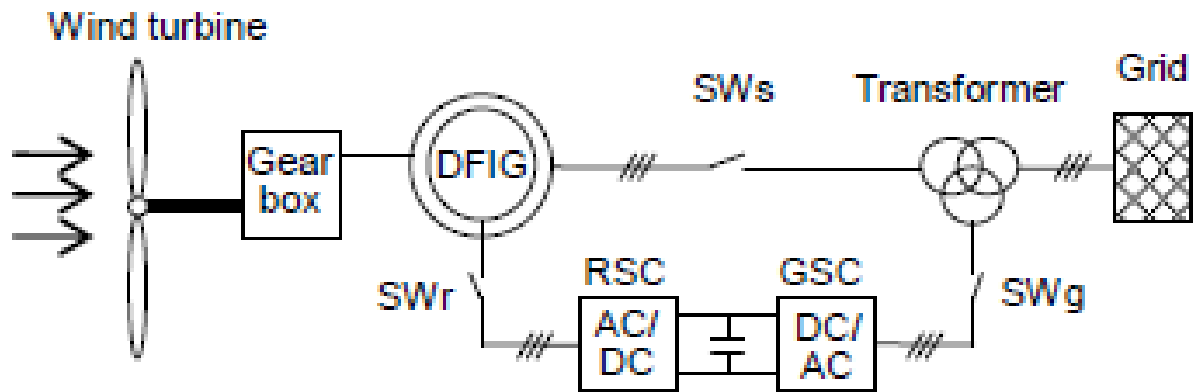 Wind turbine
Grid
SWs
Transformer
Gear
box
DFIG
RSC
GSC
SWr
SWg
AC/
DC
DC/
AC